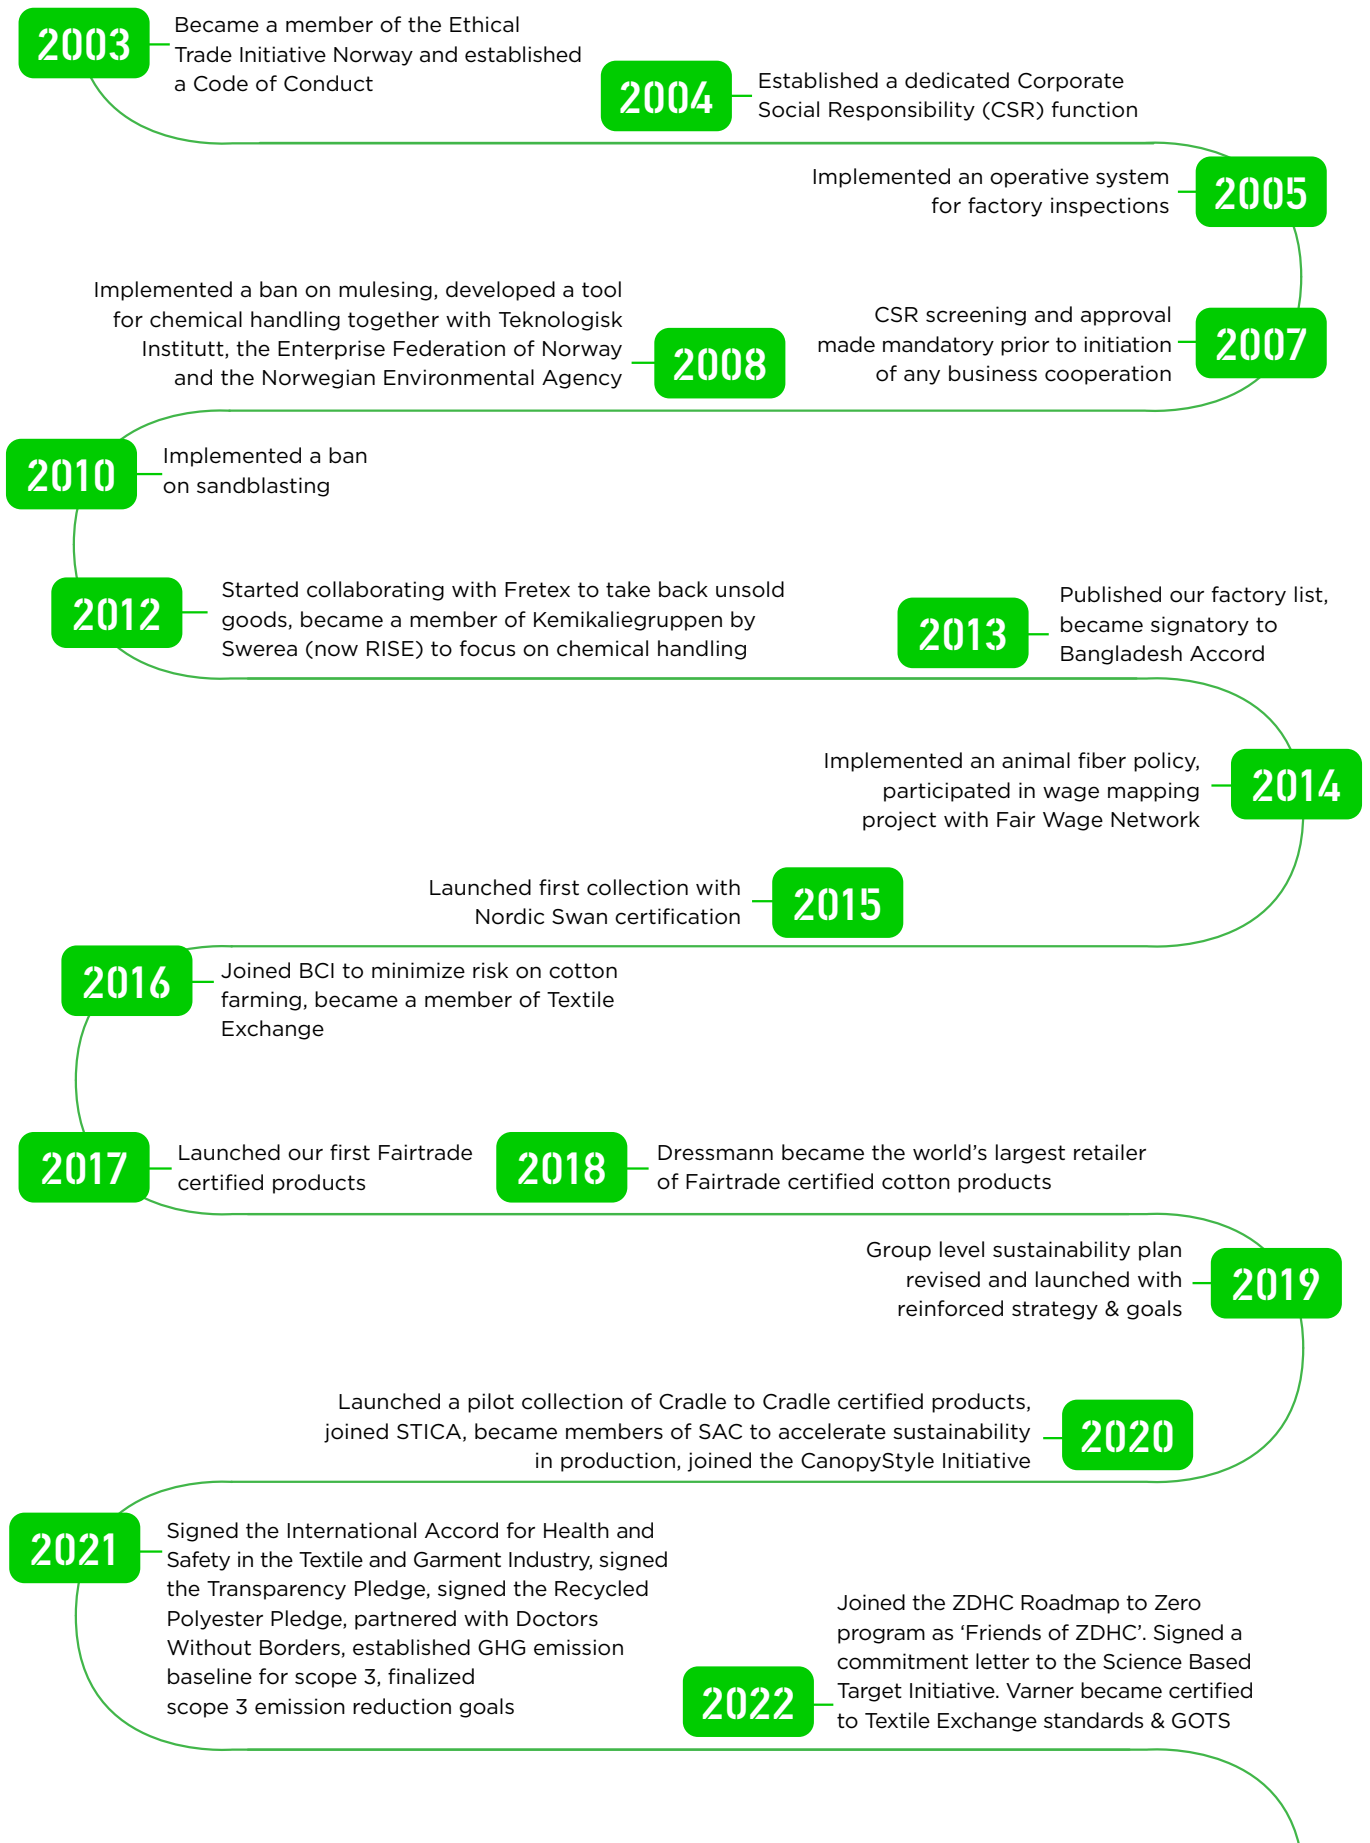 2003
Became a member of the Ethical
Trade Initiative Norway and established
a Code of Conduct
2004
Established a dedicated Corporate
Social Responsibility (CSR) function
2005
Implemented an operative system
for factory inspections
2007
CSR screening and approval
made mandatory prior to initiation
of any business cooperation
2008
Implemented a ban on mulesing, developed a tool
for chemical handling together with Teknologisk
Institutt, the Enterprise Federation of Norway
and the Norwegian Environmental Agency
2010
Implemented a ban
on sandblasting
2012
Started collaborating with Fretex to take back unsold
goods, became a member of Kemikaliegruppen by
Swerea (now RISE) to focus on chemical handling
2013
Published our factory list,
became signatory to
Bangladesh Accord
2014
Implemented an animal fiber policy,
participated in wage mapping
project with Fair Wage Network
2015
Launched first collection with
Nordic Swan certification
2016
Joined BCI to minimize risk on cotton
farming, became a member of Textile
Exchange
2017
Launched our first Fairtrade
certified products
2018
Dressmann became the world’s largest retailer
of Fairtrade certified cotton products
2019
Group level sustainability plan
revised and launched with
reinforced strategy & goals
2020
Launched a pilot collection of Cradle to Cradle certified products,
joined STICA, became members of SAC to accelerate sustainability
in production, joined the CanopyStyle Initiative
2021
Signed the International Accord for Health and
Safety in the Textile and Garment Industry, signed
the Transparency Pledge, signed the Recycled
Polyester Pledge, partnered with Doctors
Without Borders, established GHG emission
baseline for scope 3, finalized
scope 3 emission reduction goals
2022
Joined the ZDHC Roadmap to Zero
program as ‘Friends of ZDHC’. Signed a
commitment letter to the Science Based
Target Initiative. Varner became certified
to Textile Exchange standards & GOTS